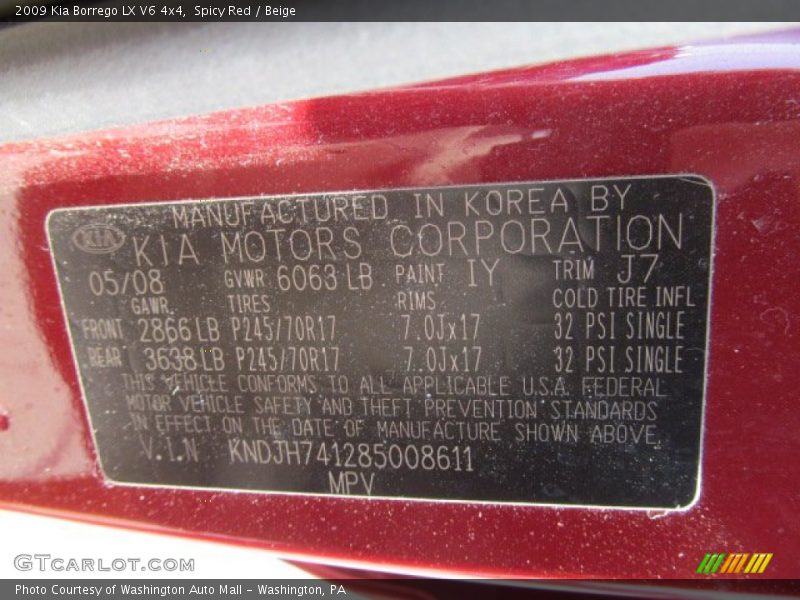 2009 Kia Borrego LX V6 4x4, Spicy Red / Beige
MANUFACTURED IN KOREA BY
KIA KIA MOTORS CORPORATION
05/08 GVWR 6063 LB PAINT IY TRIM J7
GAWR TIRES RIMS COLD TIRE INFL
FRONT 2866 LB P245/70R17 7.0Jx17 32 PSI SINGLE
REAR 3638 LB P245/70R17 7.0Jx17 32 PSI SINGLE
THIS VEHICLE CONFORMS TO ALL APPLICABLE U.S.A. FEDERAL
MOTOR VEHICLE SAFETY AND THEFT PREVENTION STANDARDS
IN EFFECT ON THE DATE OF MANUFACTURE SHOWN ABOVE.
V.I.N KNDJH741285008611
MPV
GTCarLot.com
Photo Courtesy of Washington Auto Mall - Washington, PA